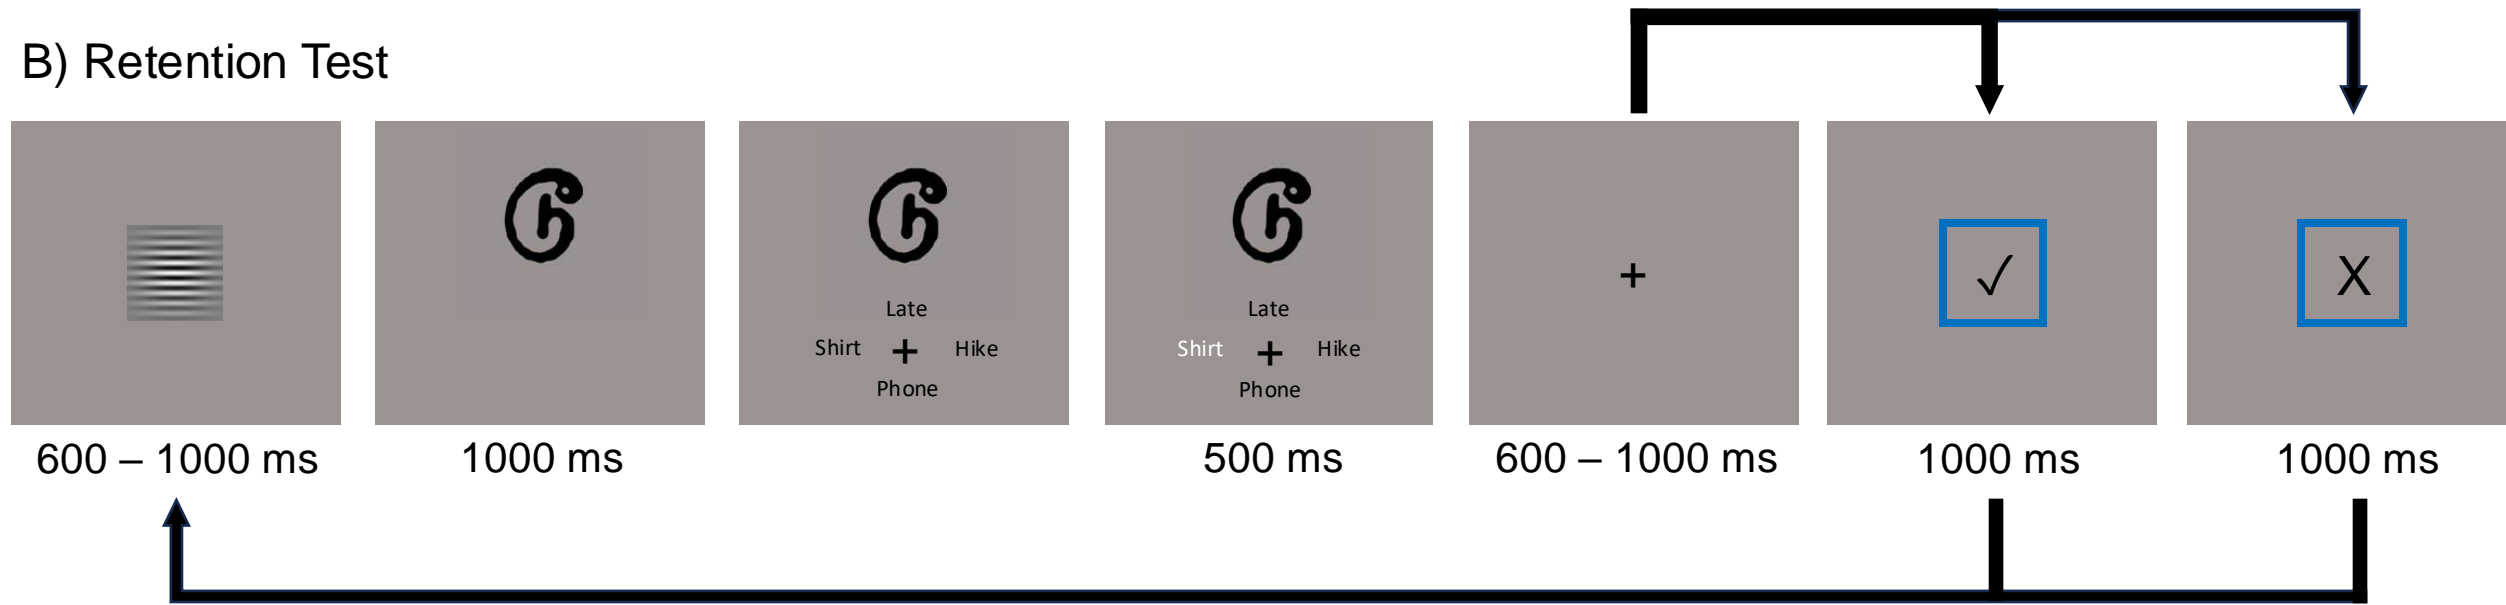 B) Retention Test
Late
Shirt + Hike
Phone
Late
Shirt + Hike
Phone
+
✓
X
600 – 1000 ms
1000 ms
500 ms
600 – 1000 ms
1000 ms
1000 ms